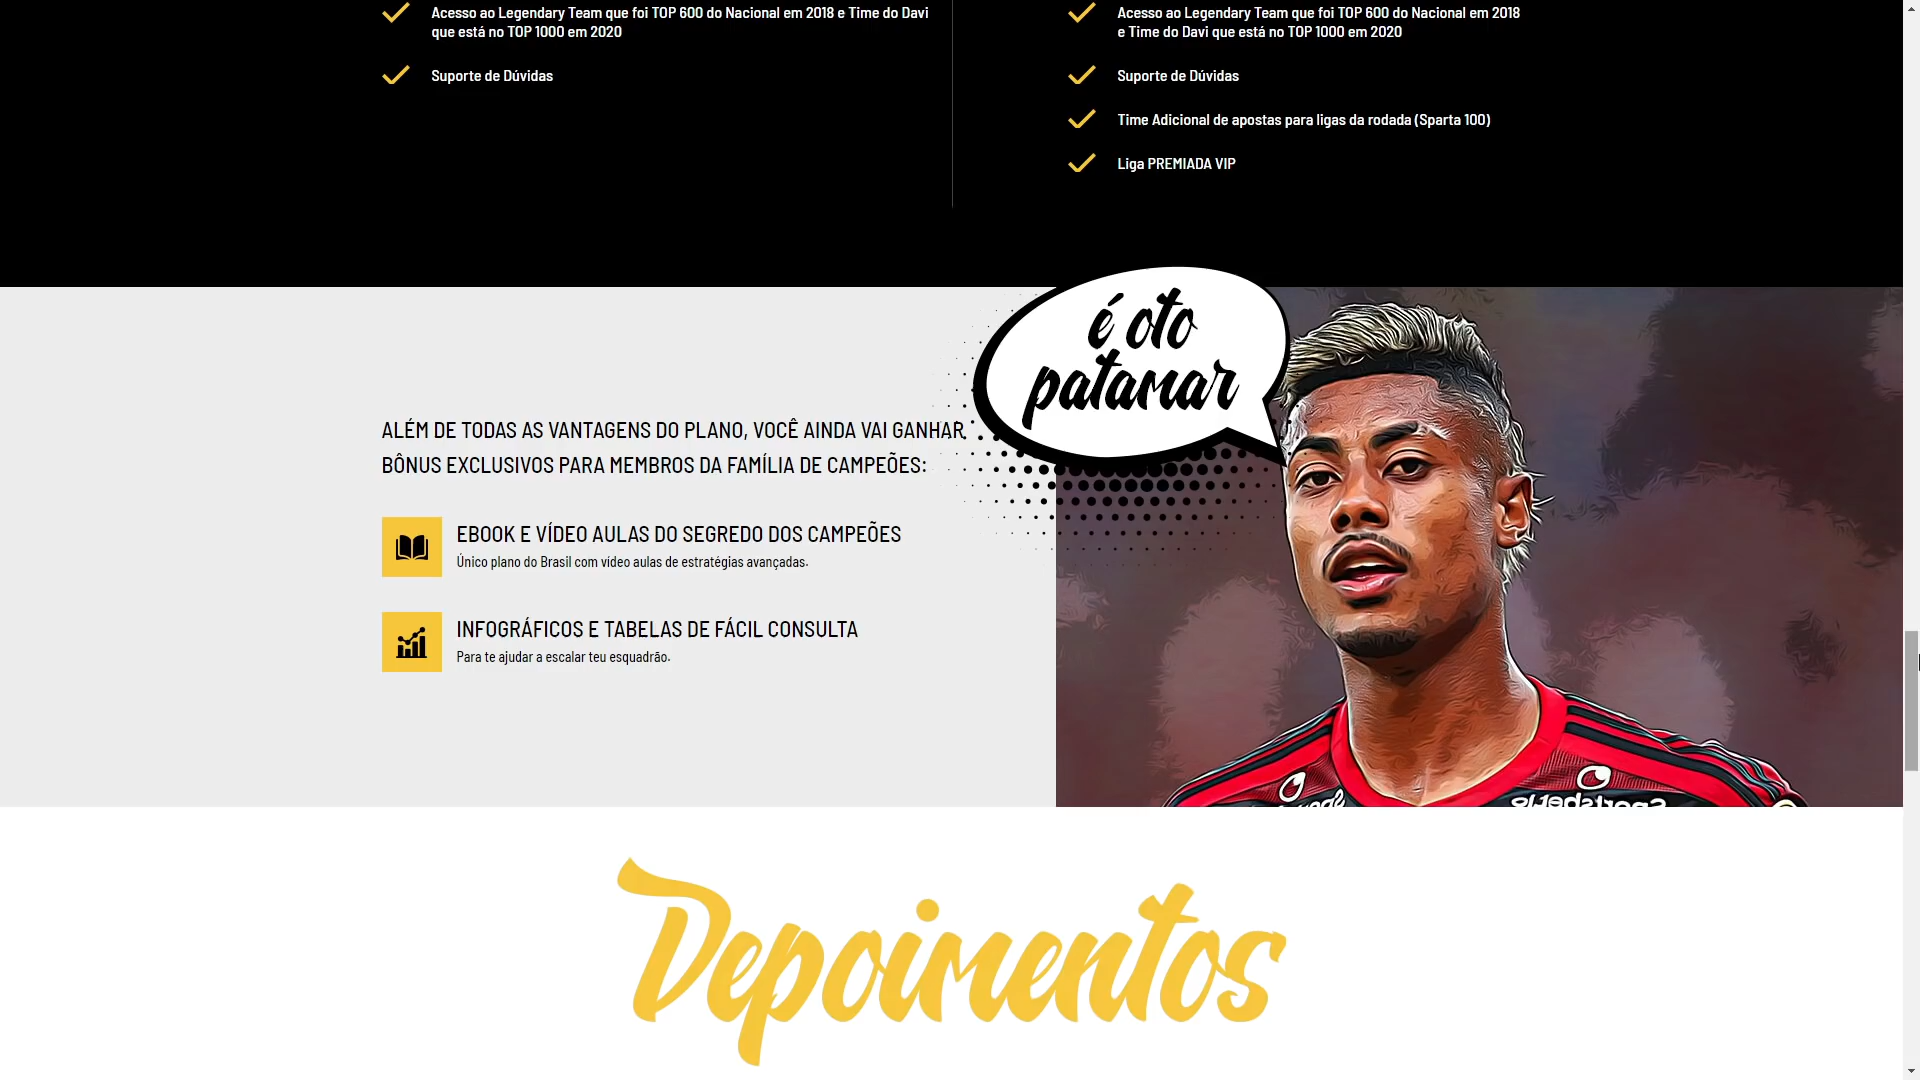 Acesso ao Legendary Team que foi TOP 600 do Nacional em 2018 e Time do Davi
que está no TOP 1000 em 2020
Suporte de Dúvidas
Acesso ao Legendary Team que foi TOP 600 do Nacional em 2018
e Time do Davi que está no TOP 1000 em 2020
Suporte de Dúvidas
Time Adicional de apostas para ligas da rodada (Sparta 100)
Liga PREMIADA VIP
é oto
patamar
ALÉM DE TODAS AS VANTAGENS DO PLANO, VOCÊ AINDA VAI GANHAR
BÔNUS EXCLUSIVOS PARA MEMBROS DA FAMÍLIA DE CAMPEÕES:
EBOOK E VÍDEO AULAS DO SEGREDO DOS CAMPEÕES
Único plano do Brasil com vídeo aulas de estratégias avançadas.
INFOGRÁFICOS E TABELAS DE FÁCIL CONSULTA
Para te ajudar a escalar teu esquadrão.
Depoimentos